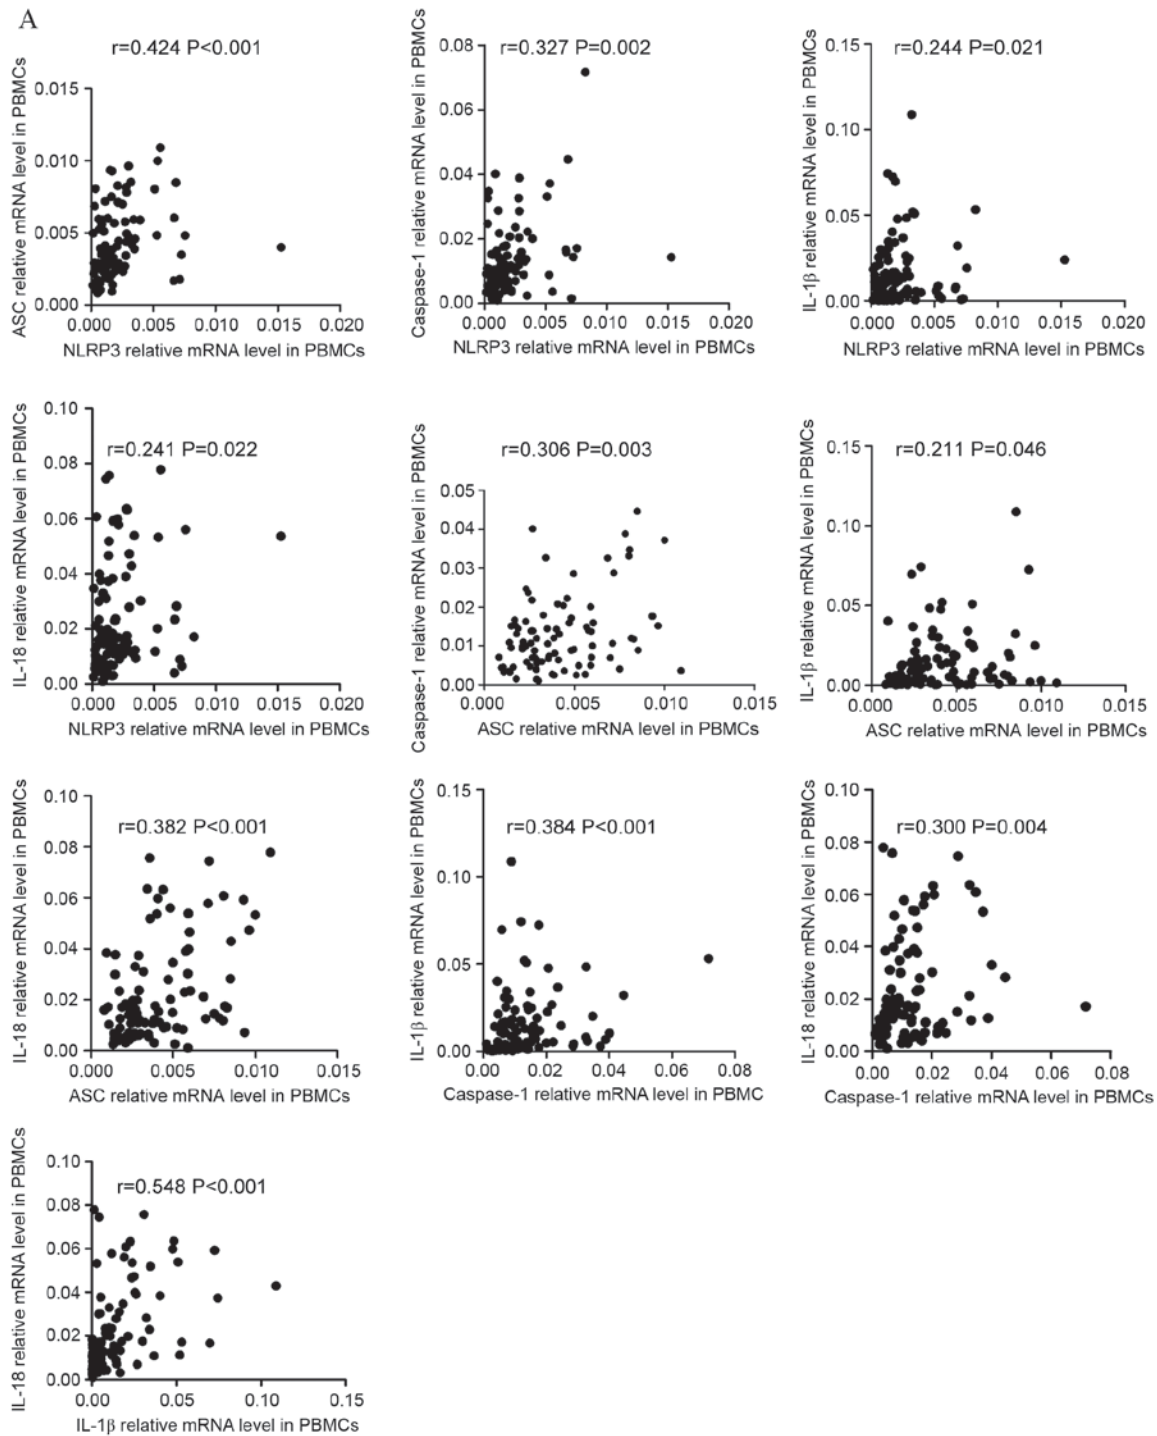 A
r=0.424 P<0.001
ASC relative mRNA level in PBMCs
0.015
0.010
0.005
0.000
0.000 0.005 0.010 0.015 0.020
NLRP3 relative mRNA level in PBMCs
r=0.327 P=0.002
Caspase-1 relative mRNA level in PBMCs
0.08
0.06
0.04
0.02
0.00
0.000 0.005 0.010 0.015 0.020
NLRP3 relative mRNA level in PBMCs
r=0.244 P=0.021
IL-1β relative mRNA level in PBMCs
0.15
0.10
0.05
0.00
0.000 0.005 0.010 0.015 0.020
NLRP3 relative mRNA level in PBMCs
r=0.241 P=0.022
IL-18 relative mRNA level in PBMCs
0.10
0.08
0.06
0.04
0.02
0.00
0.000 0.005 0.010 0.015 0.020
NLRP3 relative mRNA level in PBMCs
r=0.306 P=0.003
Caspase-1 relative mRNA level in PBMCs
0.05
0.04
0.03
0.02
0.01
0.00
0.000 0.005 0.010 0.015
ASC relative mRNA level in PBMCs
r=0.211 P=0.046
IL-1β relative mRNA level in PBMCs
0.15
0.10
0.05
0.00
0.000 0.005 0.010 0.015
ASC relative mRNA level in PBMCs
r=0.382 P<0.001
IL-18 relative mRNA level in PBMCs
0.10
0.08
0.06
0.04
0.02
0.00
0.000 0.005 0.010 0.015
ASC relative mRNA level in PBMCs
r=0.384 P<0.001
IL-1β relative mRNA level in PBMCs
0.15
0.10
0.05
0.00
0.00 0.02 0.04 0.06 0.08
Caspase-1 relative mRNA level in PBMC
r=0.300 P=0.004
IL-18 relative mRNA level in PBMCs
0.10
0.08
0.06
0.04
0.02
0.00
0.00 0.02 0.04 0.06 0.08
Caspase-1 relative mRNA level in PBMCs
r=0.548 P<0.001
IL-18 relative mRNA level in PBMCs
0.10
0.08
0.06
0.04
0.02
0.00
0.00 0.05 0.10 0.15
IL-1β relative mRNA level in PBMCs